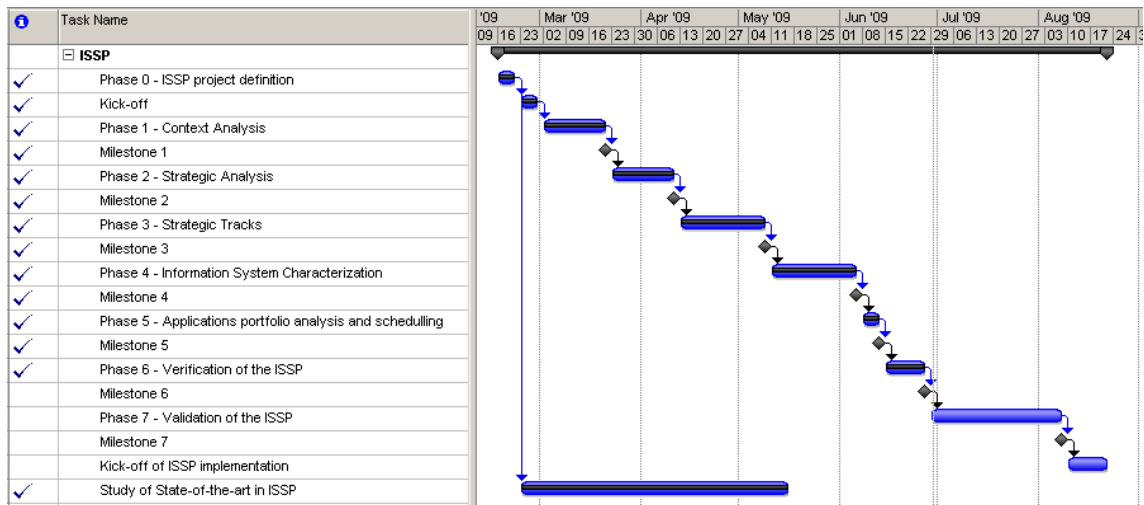 Task Name
'09 Mar '09 Apr '09 May '09 Jun '09 Jul '09 Aug '09
09 16 23 02 09 16 23 30 06 13 20 27 04 11 18 25 01 08 15 22 29 06 13 20 27 03 10 17 24 3
ISSP
Phase 0 - ISSP project definition
Kick-off
Phase 1 - Context Analysis
Milestone 1
Phase 2 - Strategic Analysis
Milestone 2
Phase 3 - Strategic Tracks
Milestone 3
Phase 4 - Information System Characterization
Milestone 4
Phase 5 - Applications portfolio analysis and schedulling
Milestone 5
Phase 6 - Verification of the ISSP
Milestone 6
Phase 7 - Validation of the ISSP
Milestone 7
Kick-off of ISSP implementation
Study of State-of-the-art in ISSP